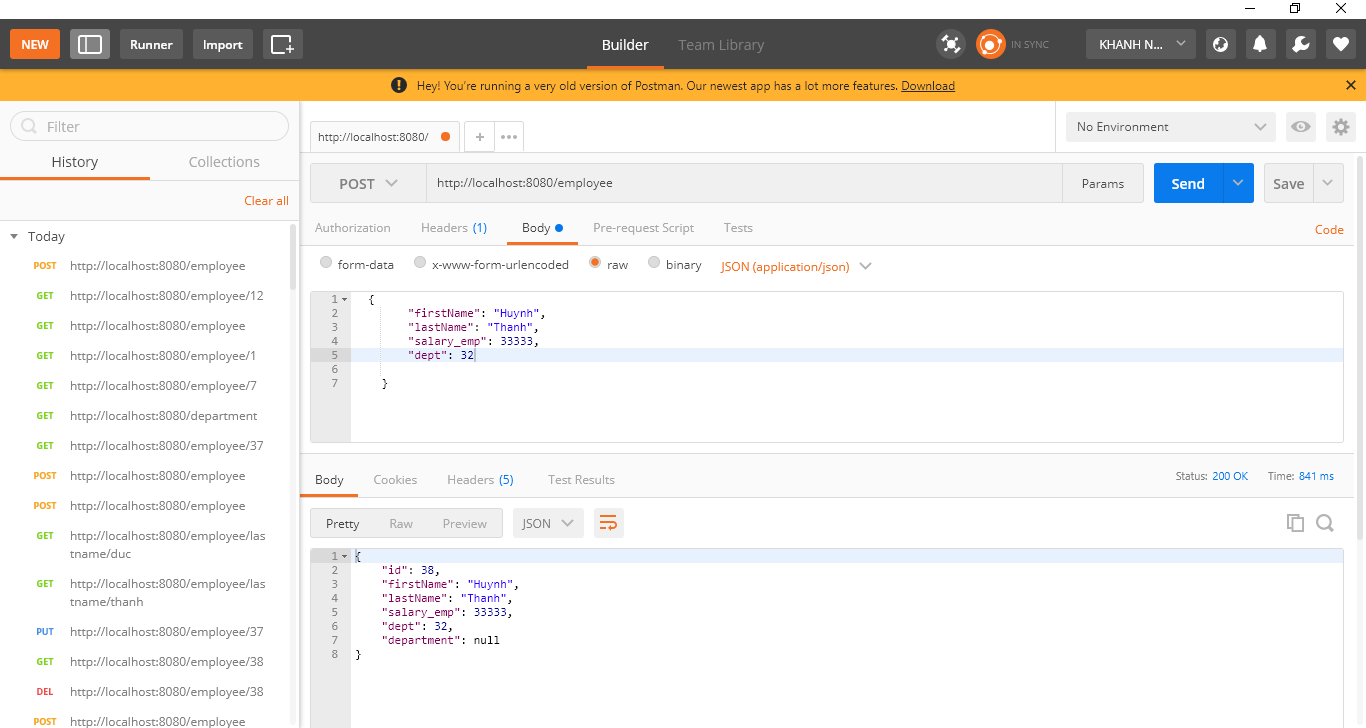 NEW Runner Import Builder Team Library IN SYNC KHANH N...
Hey! You're running a very old version of Postman. Our newest app has a lot more features. Download
Filter
History Collections
Clear all
Today
POST http://localhost:8080/employee
GET http://localhost:8080/employee/12
GET http://localhost:8080/employee
GET http://localhost:8080/employee/1
GET http://localhost:8080/employee/7
GET http://localhost:8080/department
GET http://localhost:8080/employee/37
POST http://localhost:8080/employee
POST http://localhost:8080/employee
GET http://localhost:8080/employee/las
tname/duc
GET http://localhost:8080/employee/las
tname/thanh
PUT http://localhost:8080/employee/37
GET http://localhost:8080/employee/38
DEL http://localhost:8080/employee/38
POST http://localhost:8080/employee
http://localhost:8080/ + ••• No Environment
POST http://localhost:8080/employee Params Send Save
Authorization Headers (1) Body Pre-request Script Tests Code
form-data x-www-form-urlencoded raw binary JSON (application/json)
1 {
2 "firstName": "Huynh",
3 "lastName": "Thanh",
4 "salary_emp": 33333,
5 "dept": 32
6
7 }
Body Cookies Headers (5) Test Results Status: 200 OK Time: 841 ms
Pretty Raw Preview JSON
1 {
2 "id": 38,
3 "firstName": "Huynh",
4 "lastName": "Thanh",
5 "salary_emp": 33333,
6 "dept": 32,
7 "department": null
8 }